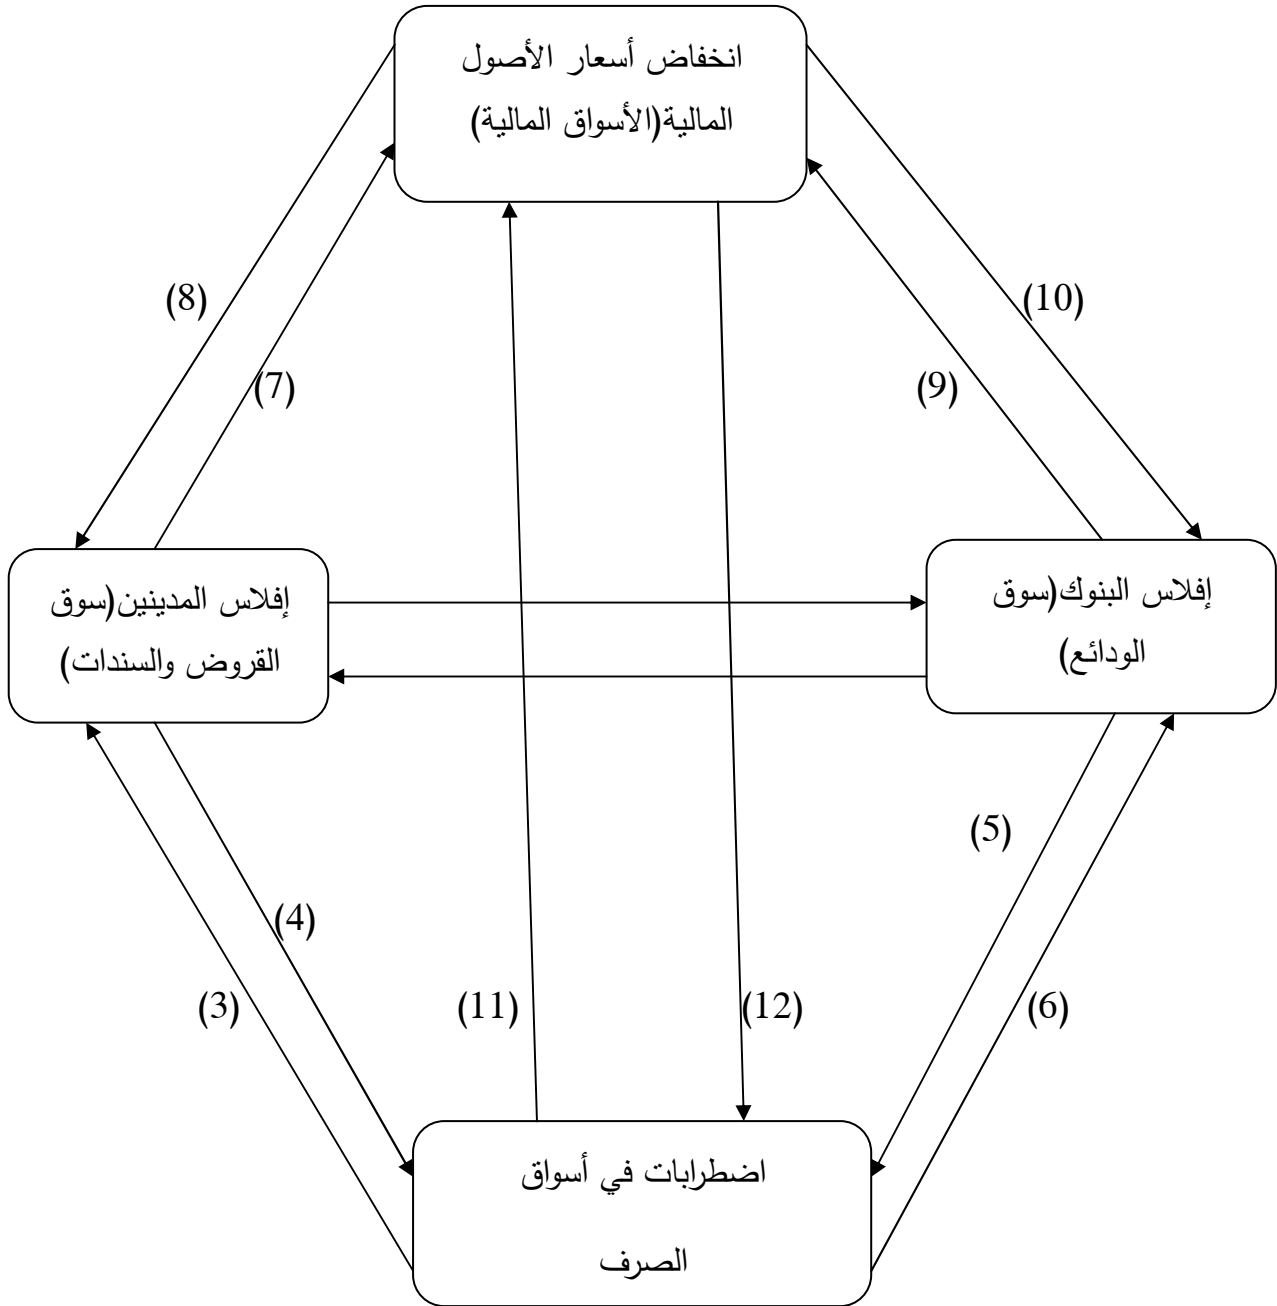 انخفاض أسعار الأصول
المالية(الأسواق المالية)
(8)
(10)
(7)
(9)
إفلاس المدينين(سوق
القروض والسندات)
إفلاس البنوك(سوق
الودائع)
(5)
(4)
(3)
(11)
(12)
(6)
اضطرابات في أسواق
الصرف